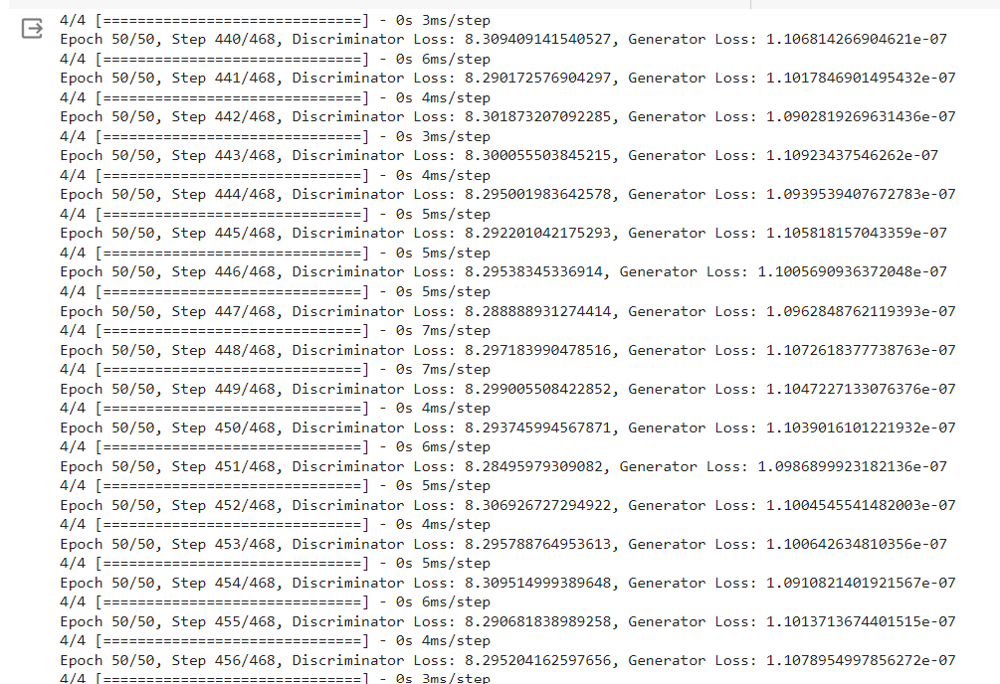 4/4 [==============================] - 0s 3ms/step
Epoch 50/50, Step 440/468, Discriminator Loss: 8.309409141540527, Generator Loss: 1.106814266904621e-07
4/4 [==============================] - 0s 6ms/step
Epoch 50/50, Step 441/468, Discriminator Loss: 8.290172576904297, Generator Loss: 1.1017846901495432e-07
4/4 [==============================] - 0s 4ms/step
Epoch 50/50, Step 442/468, Discriminator Loss: 8.301873207092285, Generator Loss: 1.0902819269631436e-07
4/4 [==============================] - 0s 3ms/step
Epoch 50/50, Step 443/468, Discriminator Loss: 8.300055503845215, Generator Loss: 1.10923437546262e-07
4/4 [==============================] - 0s 4ms/step
Epoch 50/50, Step 444/468, Discriminator Loss: 8.295001983642578, Generator Loss: 1.0939539407672783e-07
4/4 [==============================] - 0s 5ms/step
Epoch 50/50, Step 445/468, Discriminator Loss: 8.292201042175293, Generator Loss: 1.105818157043359e-07
4/4 [==============================] - 0s 5ms/step
Epoch 50/50, Step 446/468, Discriminator Loss: 8.29538345336914, Generator Loss: 1.1005690936372048e-07
4/4 [==============================] - 0s 5ms/step
Epoch 50/50, Step 447/468, Discriminator Loss: 8.288888931274414, Generator Loss: 1.0962848762119393e-07
4/4 [==============================] - 0s 7ms/step
Epoch 50/50, Step 448/468, Discriminator Loss: 8.297183990478516, Generator Loss: 1.1072618377738763e-07
4/4 [==============================] - 0s 7ms/step
Epoch 50/50, Step 449/468, Discriminator Loss: 8.299005508422852, Generator Loss: 1.1047227133076376e-07
4/4 [==============================] - 0s 4ms/step
Epoch 50/50, Step 450/468, Discriminator Loss: 8.293745994567871, Generator Loss: 1.1039016101221932e-07
4/4 [==============================] - 0s 6ms/step
Epoch 50/50, Step 451/468, Discriminator Loss: 8.28495979309082, Generator Loss: 1.0986899923182136e-07
4/4 [==============================] - 0s 5ms/step
Epoch 50/50, Step 452/468, Discriminator Loss: 8.306926727294922, Generator Loss: 1.1004545541482003e-07
4/4 [==============================] - 0s 4ms/step
Epoch 50/50, Step 453/468, Discriminator Loss: 8.295788764953613, Generator Loss: 1.100642634810356e-07
4/4 [==============================] - 0s 5ms/step
Epoch 50/50, Step 454/468, Discriminator Loss: 8.309514999389648, Generator Loss: 1.0910821401921567e-07
4/4 [==============================] - 0s 6ms/step
Epoch 50/50, Step 455/468, Discriminator Loss: 8.290681838989258, Generator Loss: 1.1013713674401515e-07
4/4 [==============================] - 0s 4ms/step
Epoch 50/50, Step 456/468, Discriminator Loss: 8.295204162597656, Generator Loss: 1.1078954997856272e-07
4/4 [==============================] - 0s 3ms/step